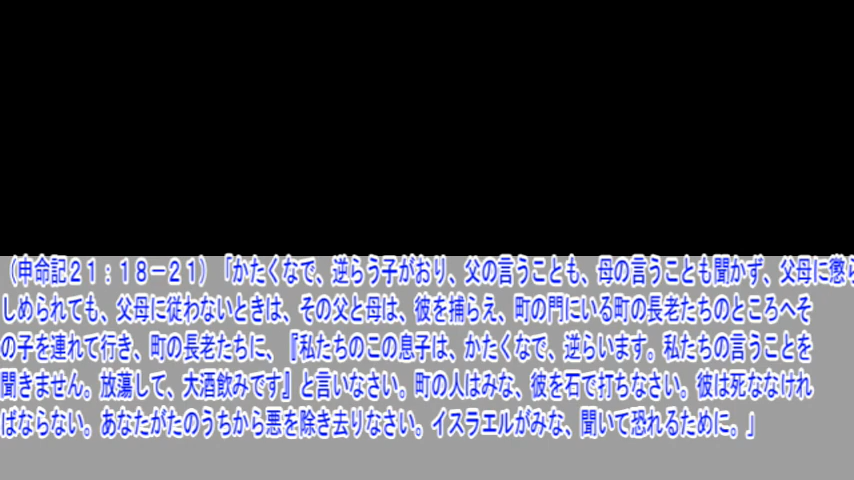 （申命記２１：１８－２１）「かたくなで、逆らう子がおり、父の言うことも、母の言うことも聞かず、父母に懲ら
しめられても、父母に従わないときは、その父と母は、彼を捕らえ、町の門にいる町の長老たちのところへそ
の子を連れて行き、町の長老たちに、『私たちのこの息子は、かたくなで、逆らいます。私たちの言うことを
聞きません。放蕩して、大酒飲みです』と言いなさい。町の人はみな、彼を石で打ちなさい。彼は死ななけれ
ばならない。あなたがたのうちから悪を除き去りなさい。イスラエルがみな、聞いて恐れるために。」